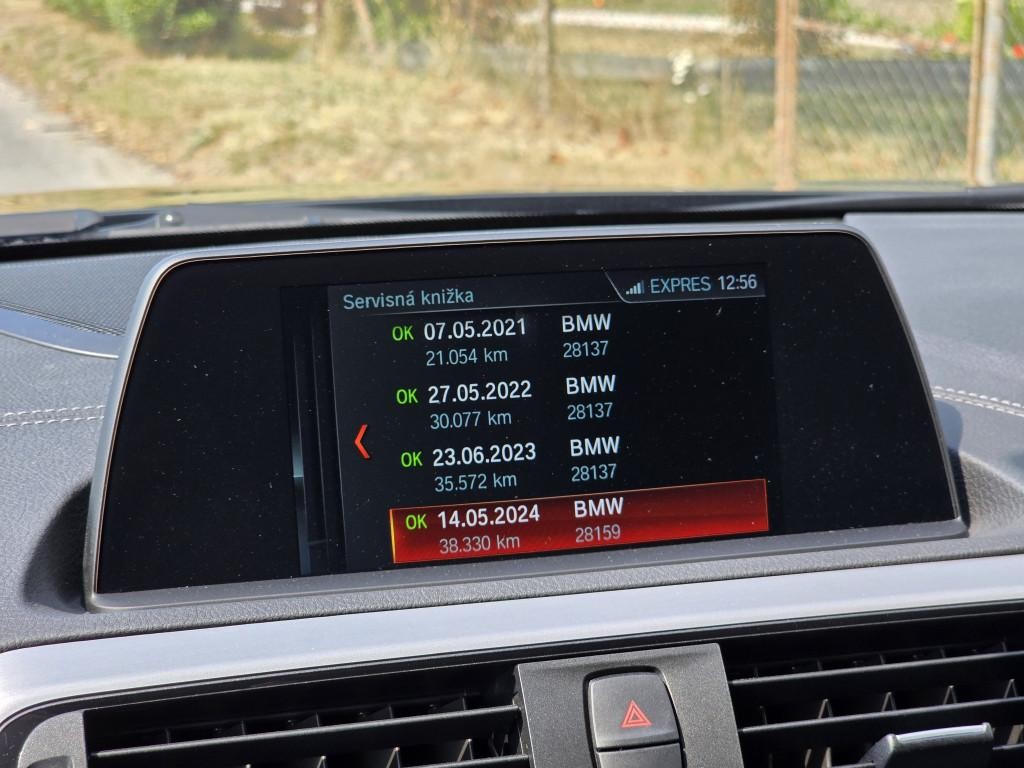 Servisná knižka
EXPRES 12:56
OK 07.05.2021 BMW
21.054 km 28137
OK 27.05.2022 BMW
30.077 km 28137
OK 23.06.2023 BMW
35.572 km 28137
OK 14.05.2024 BMW
38.330 km 28159